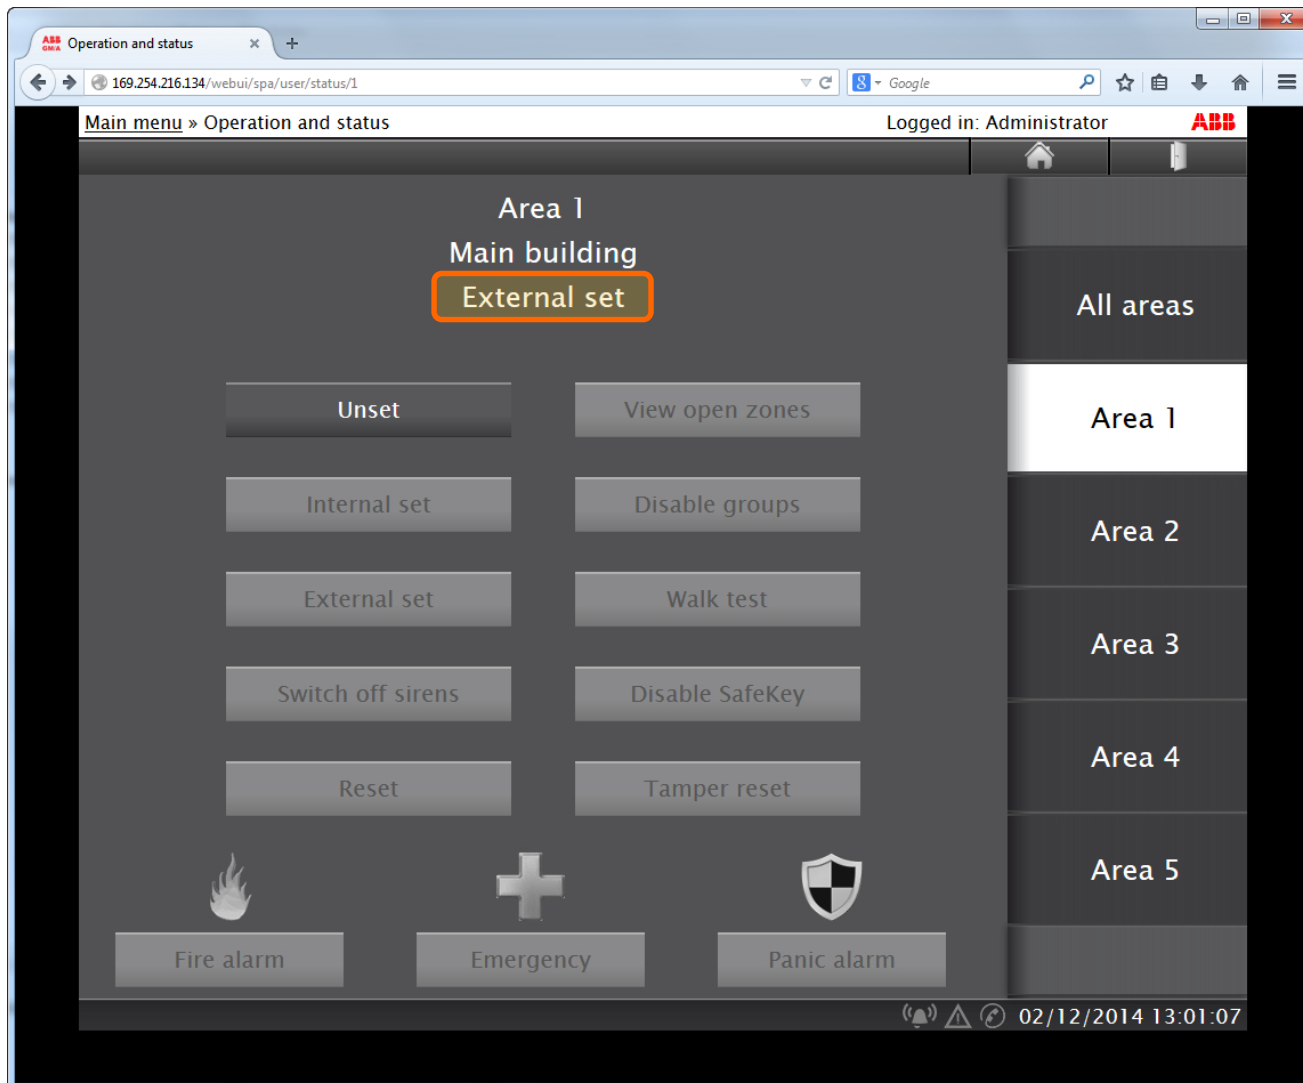 ABB Operation and status
GM/A
169.254.216.134/webui/spa/user/status/1
8 Google
Main menu » Operation and status
Logged in: Administrator
ABB
Area 1
Main building
External set
Unset
View open zones
Internal set
Disable groups
External set
Walk test
Switch off sirens
Disable SafeKey
Reset
Tamper reset
Fire alarm
Emergency
Panic alarm
All areas
Area 1
Area 2
Area 3
Area 4
Area 5
02/12/2014 13:01:07